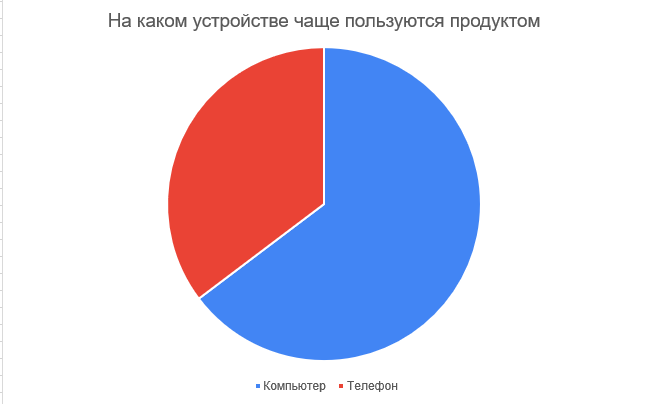 На каком устройстве чаще пользуются продуктом
Компьютер Телефон